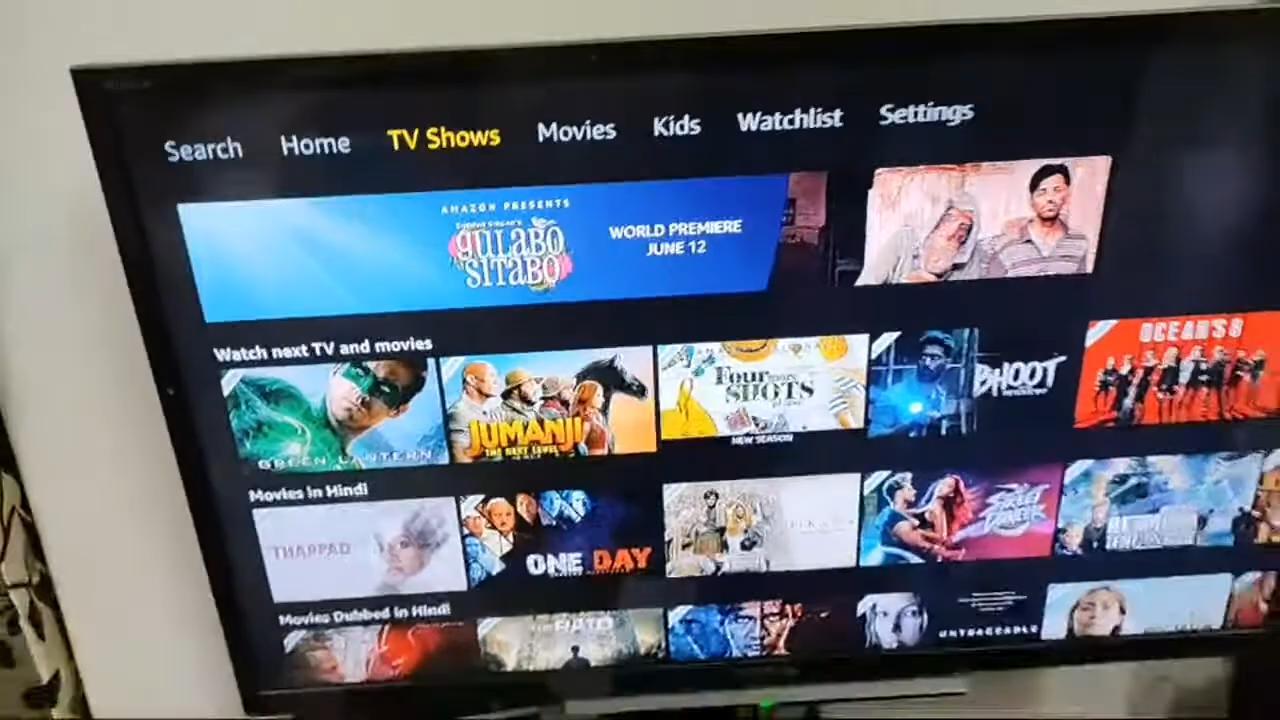 Search Home TV Shows Movies Kids Watchlist Settings
AMAZON PRESENTS
GULABO
SITABO
WORLD PREMIERE
JUNE 12
Watch next TV and movies
GREEN LANTERN
JUMANJI
THE NEXT LEVEL
Four more
SHOTS
NEW SEASON
BHOOT
OCEAN'S 8
Movies in Hindi
THAPPAD
ONE DAY
STREET
DANCER
Movies Dubbed in Hindi
UNTRACEABLE